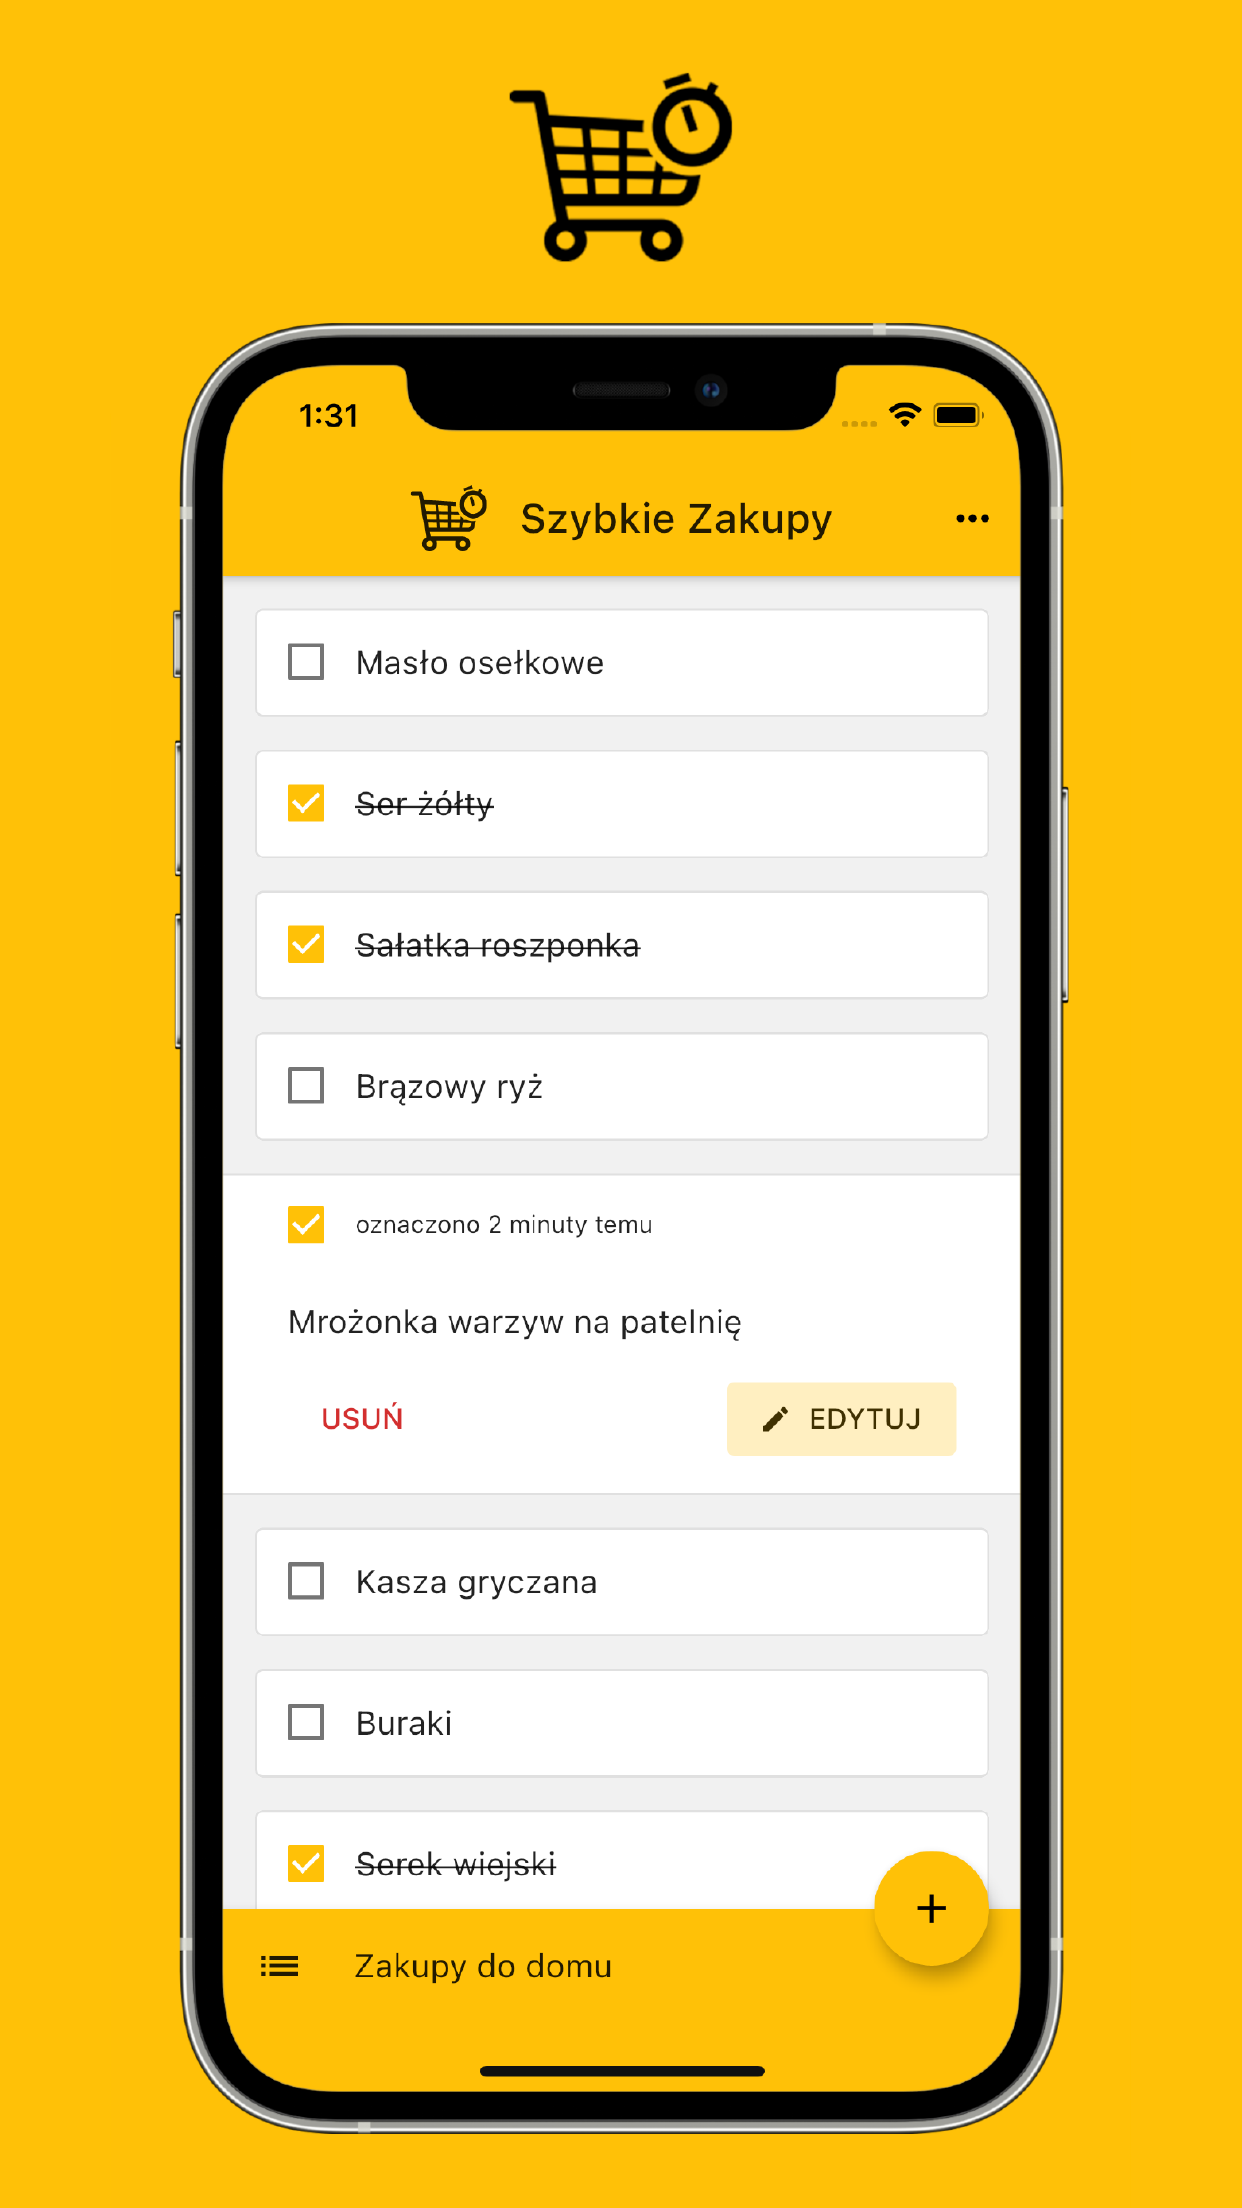 1:31
Szybkie Zakupy
Masło osełkowe
Ser żółty
Sałatka roszponka
Brązowy ryż
oznaczono 2 minuty temu
Mrożonka warzyw na patelnię
USUŃ
EDYTUJ
Kasza gryczana
Buraki
Serek wiejski
Zakupy do domu